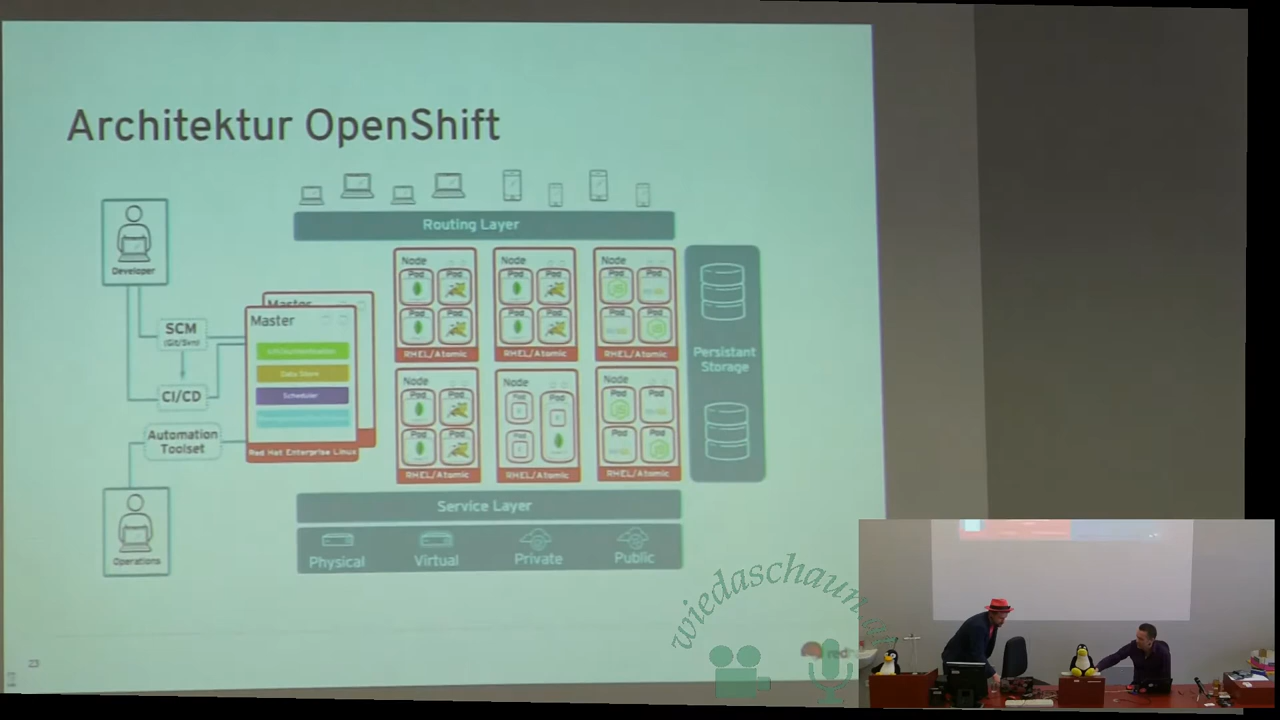 Architektur OpenShift
Routing Layer
Developer
SCM
(Git/Svn)
CI/CD
Automation
Toolset
Operations
Master
Master
Data Store
Scheduler
Red Hat Enterprise Linux
Node
Pod Pod
Pod Pod
RHEL/Atomic
Node
Pod Pod
Pod Pod
RHEL/Atomic
Node
Pod Pod
Pod Pod
RHEL/Atomic
Node
Pod Pod
Pod Pod
RHEL/Atomic
Node
Pod
RHEL/Atomic
Node
Pod
Pod Pod
RHEL/Atomic
Persistant
Storage
Service Layer
Physical Virtual Private Public
23
red
wiedaschaun